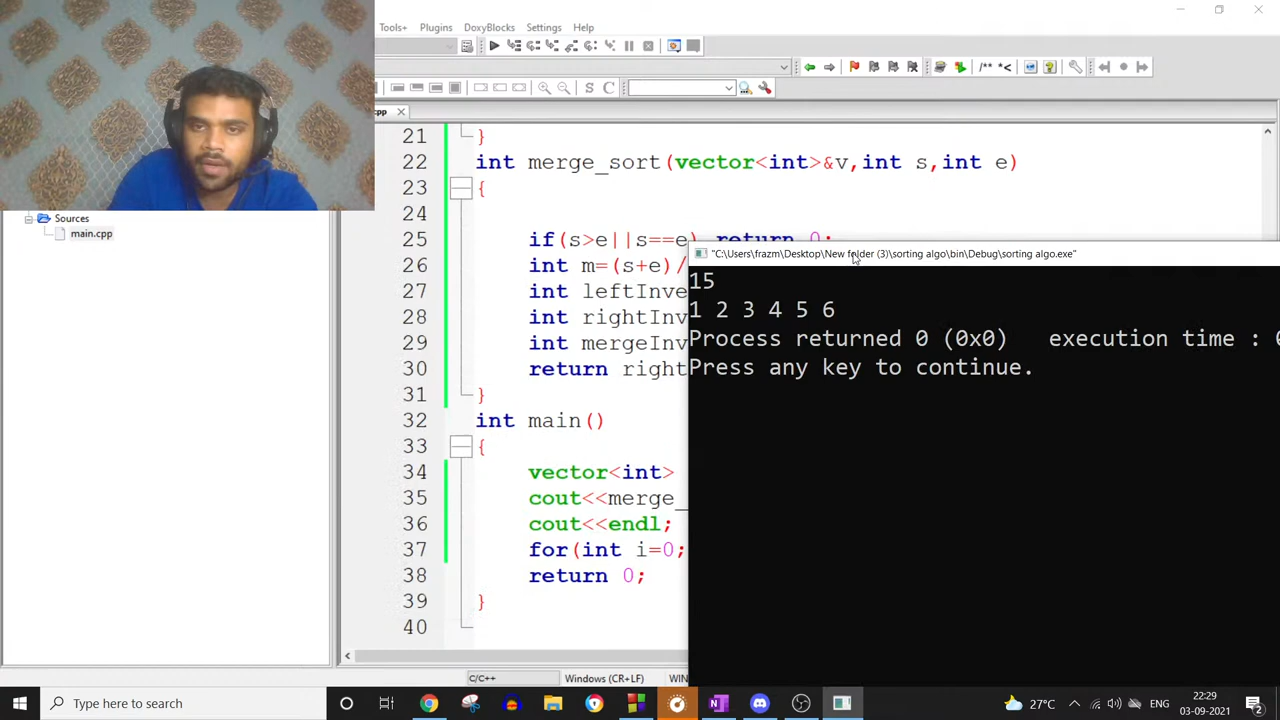 Tools+ Plugins DoxyBlocks Settings Help
/** *<
S C
cpp
Sources
main.cpp
21 }
22 int merge_sort(vector<int>&v,int s,int e)
23 {
24
25 if(s>e||s==e) return 0;
26 int m=(s+e)/
27 int leftInve
28 int rightInv
29 int mergeInv
30 return right
31 }
32 int main()
33 {
34 vector<int>
35 cout<<merge_
36 cout<<endl;
37 for(int i=0;
38 return 0;
39 }
40
"C:\Users\frazm\Desktop\New folder (3)\sorting algo\bin\Debug\sorting algo.exe"
15
1 2 3 4 5 6
Process returned 0 (0x0) execution time :
Press any key to continue.
C/C++ Windows (CR+LF) WIN
Type here to search
27°C ENG
22:29
03-09-2021